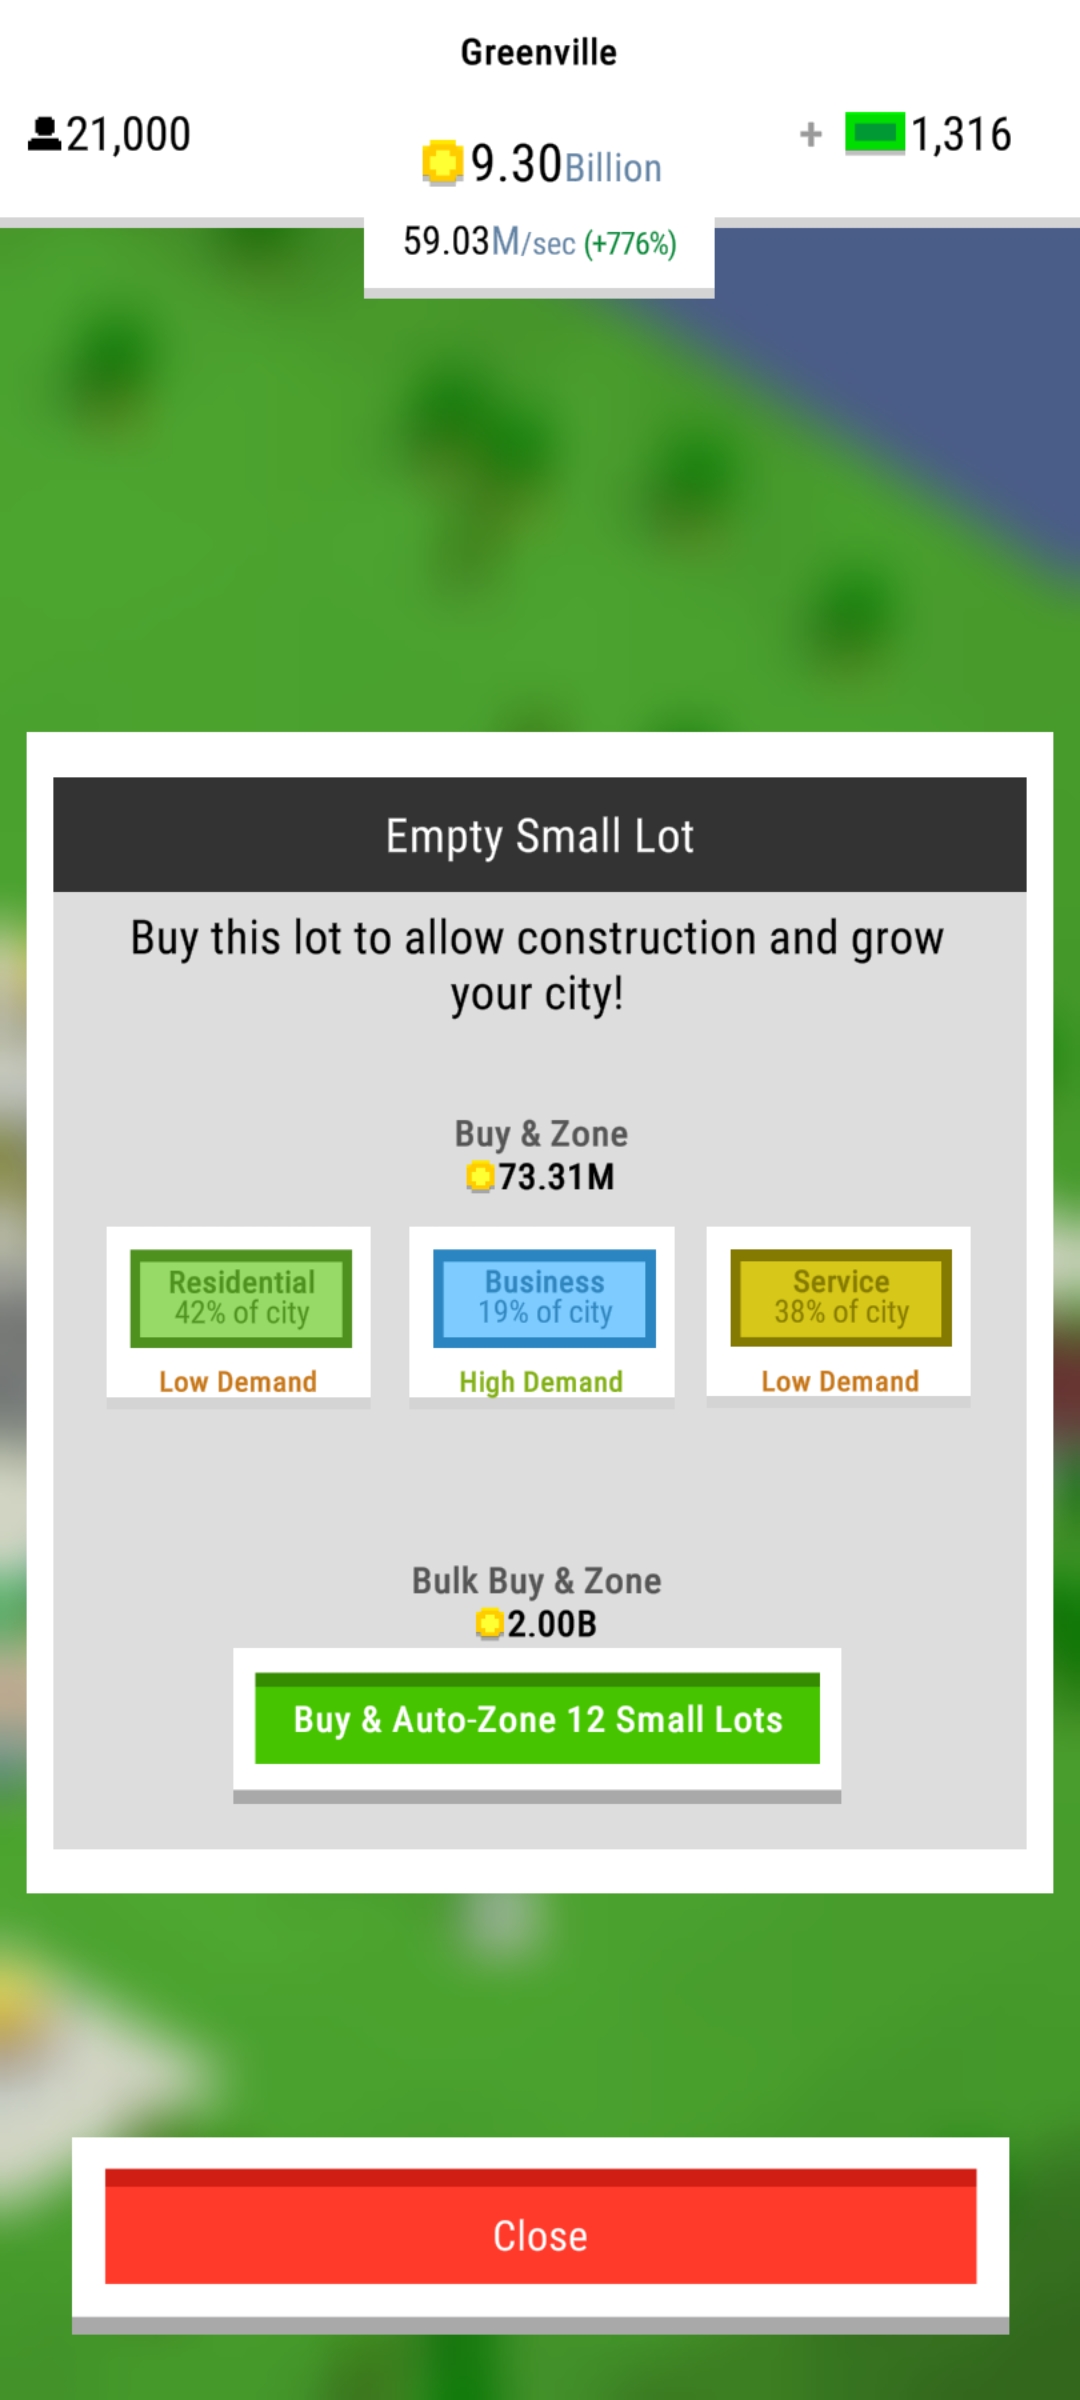 Greenville
21,000
9.30Billion
+ 1,316
59.03M/sec (+776%)
Empty Small Lot
Buy this lot to allow construction and grow
your city!
Buy & Zone
73.31M
Residential
42% of city
Low Demand
Business
19% of city
High Demand
Service
38% of city
Low Demand
Bulk Buy & Zone
2.00B
Buy & Auto-Zone 12 Small Lots
Close